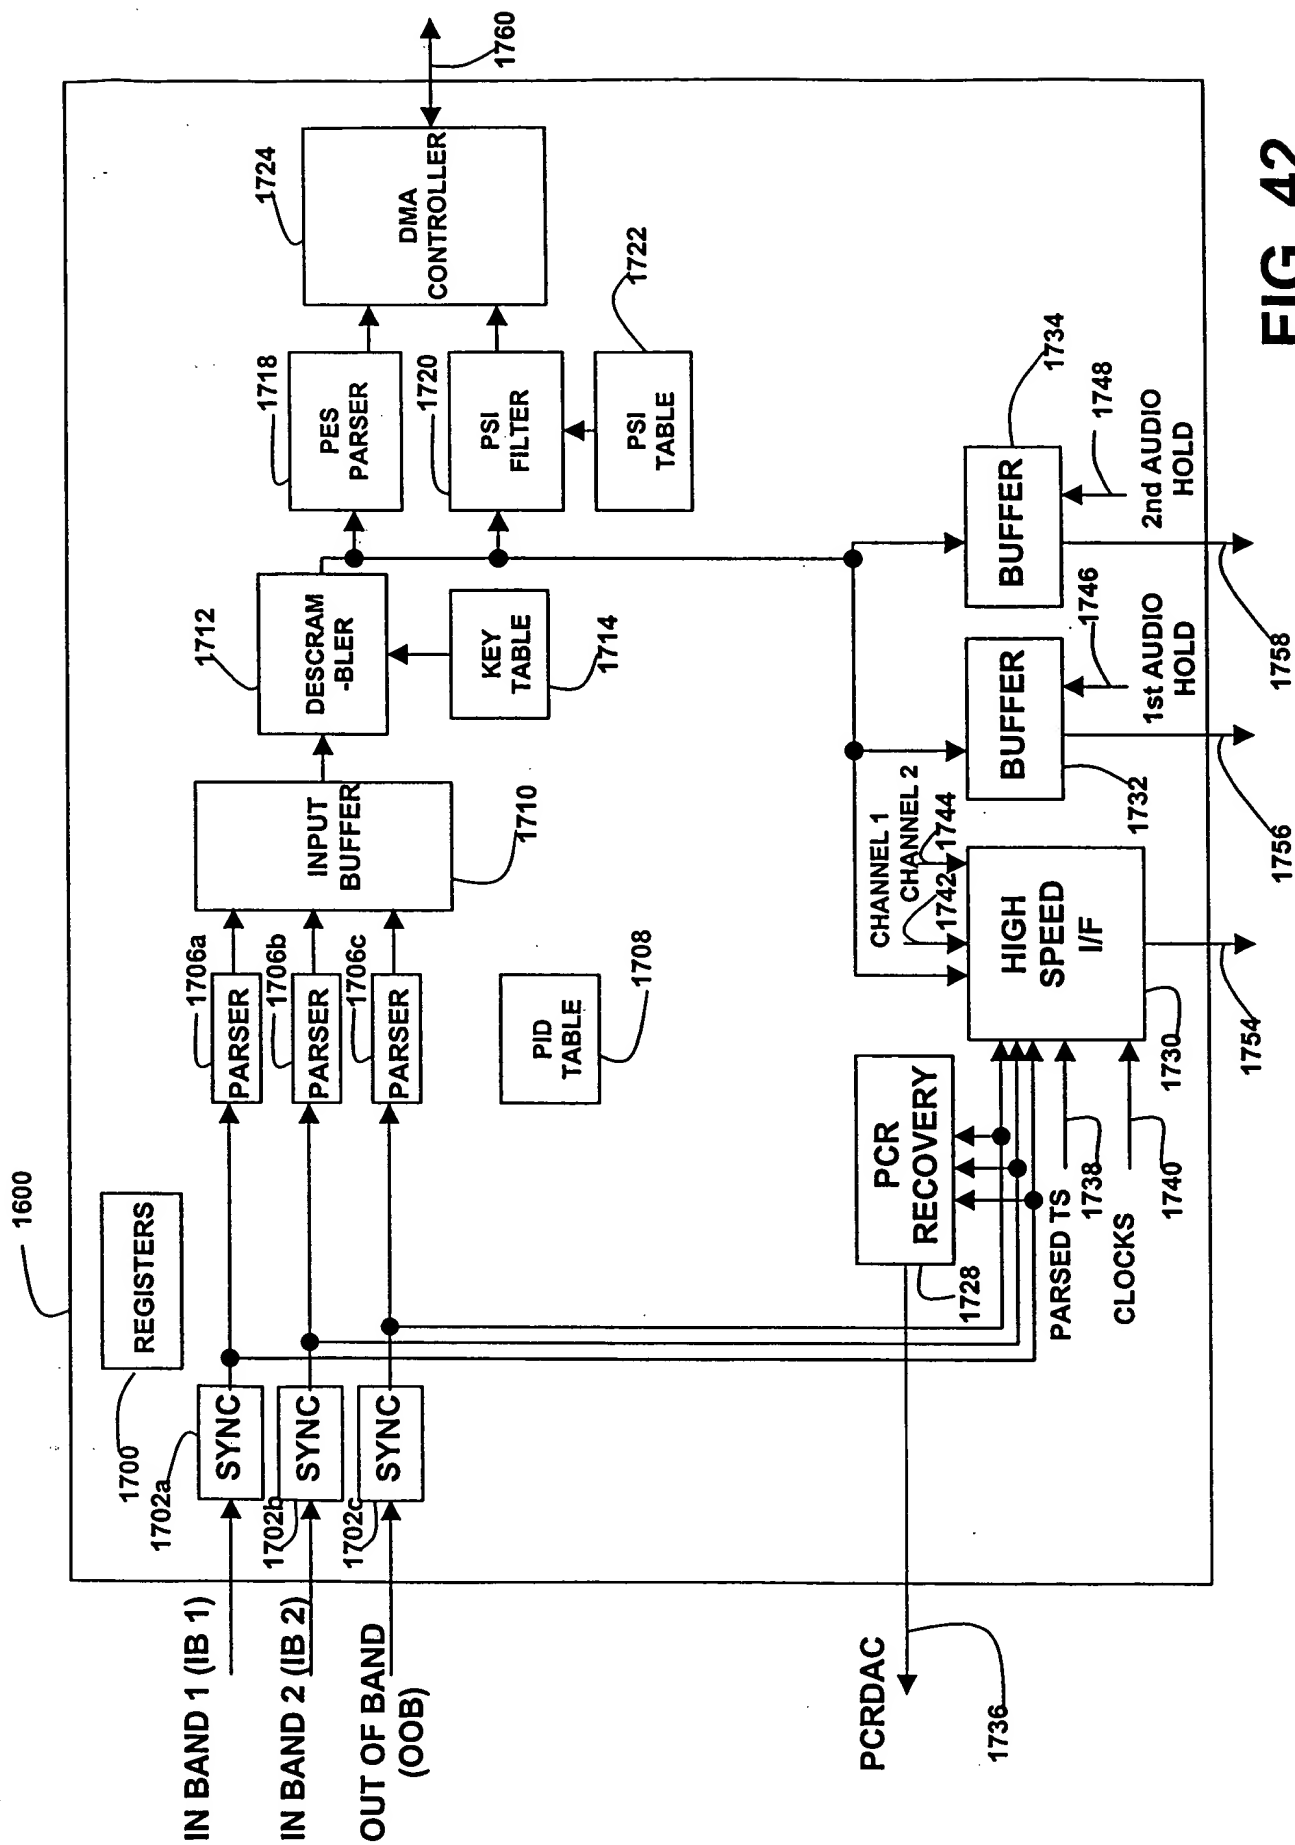 1600
REGISTERS
1700
IN BAND 1 (IB 1)
1702a
SYNC
IN BAND 2 (IB 2)
1702b
SYNC
OUT OF BAND
(OOB)
1702c
SYNC
1706a
PARSER
1706b
PARSER
1706c
PARSER
PID
TABLE
1708
INPUT
BUFFER
1710
1712
DESCRAM
-BLER
KEY
TABLE
1714
1718
PES
PARSER
1720
PSI
FILTER
PSI
TABLE
1722
1724
DMA
CONTROLLER
1760
PCRDAC
1736
PCR
RECOVERY
1728
PARSED TS
1738
CLOCKS
1740
CHANNEL 1
CHANNEL 2
1742
1744
HIGH
SPEED
I/F
1730
1754
BUFFER
1732
1746
1st AUDIO
HOLD
1756
BUFFER
1734
1748
2nd AUDIO
HOLD
1758
FIG 42